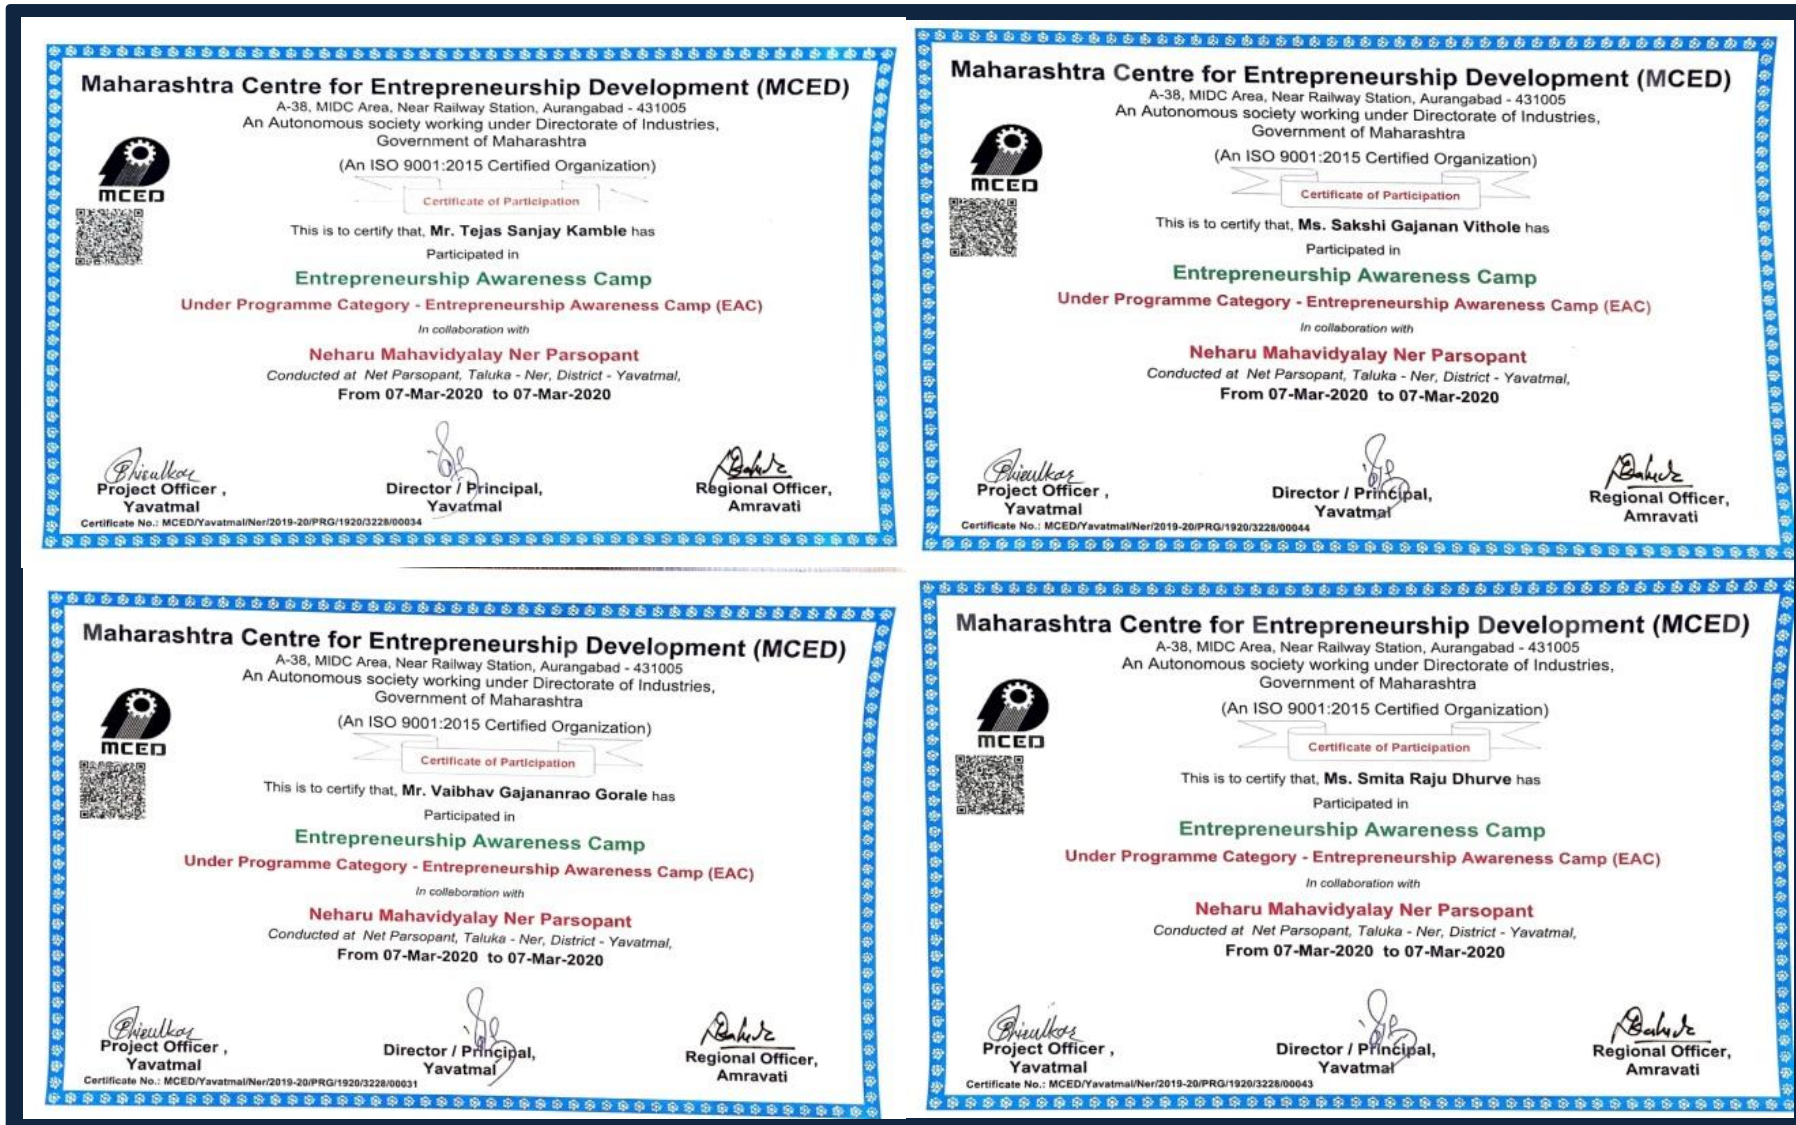 Maharashtra Centre for Entrepreneurship Development (MCED)
A-38, MIDC Area, Near Railway Station, Aurangabad - 431005
An Autonomous society working under Directorate of Industries,
Government of Maharashtra
(An ISO 9001:2015 Certified Organization)
MCED
Certificate of Participation
This is to certify that, Mr. Tejas Sanjay Kamble has
Participated in
Entrepreneurship Awareness Camp
Under Programme Category - Entrepreneurship Awareness Camp (EAC)
In collaboration with
Neharu Mahavidyalay Ner Parsopant
Conducted at Net Parsopant, Taluka - Ner, District - Yavatmal,
From 07-Mar-2020 to 07-Mar-2020
Project Officer ,
Yavatmal
Director / Principal,
Yavatmal
Regional Officer,
Amravati
Certificate No.: MCED/Yavatmal/Ner/2019-20/PRG/1920/3228/00034
Maharashtra Centre for Entrepreneurship Development (MCED)
A-38, MIDC Area, Near Railway Station, Aurangabad - 431005
An Autonomous society working under Directorate of Industries,
Government of Maharashtra
(An ISO 9001:2015 Certified Organization)
MCED
Certificate of Participation
This is to certify that, Ms. Sakshi Gajanan Vithole has
Participated in
Entrepreneurship Awareness Camp
Under Programme Category - Entrepreneurship Awareness Camp (EAC)
In collaboration with
Neharu Mahavidyalay Ner Parsopant
Conducted at Net Parsopant, Taluka - Ner, District - Yavatmal,
From 07-Mar-2020 to 07-Mar-2020
Project Officer ,
Yavatmal
Director / Principal,
Yavatmal
Regional Officer,
Amravati
Certificate No.: MCED/Yavatmal/Ner/2019-20/PRG/1920/3228/00044
Maharashtra Centre for Entrepreneurship Development (MCED)
A-38, MIDC Area, Near Railway Station, Aurangabad - 431005
An Autonomous society working under Directorate of Industries,
Government of Maharashtra
(An ISO 9001:2015 Certified Organization)
MCED
Certificate of Participation
This is to certify that, Mr. Vaibhav Gajananrao Gorale has
Participated in
Entrepreneurship Awareness Camp
Under Programme Category - Entrepreneurship Awareness Camp (EAC)
In collaboration with
Neharu Mahavidyalay Ner Parsopant
Conducted at Net Parsopant, Taluka - Ner, District - Yavatmal,
From 07-Mar-2020 to 07-Mar-2020
Project Officer ,
Yavatmal
Director / Principal,
Yavatmal
Regional Officer,
Amravati
Certificate No.: MCED/Yavatmal/Ner/2019-20/PRG/1920/3228/00031
Maharashtra Centre for Entrepreneurship Development (MCED)
A-38, MIDC Area, Near Railway Station, Aurangabad - 431005
An Autonomous society working under Directorate of Industries,
Government of Maharashtra
(An ISO 9001:2015 Certified Organization)
MCED
Certificate of Participation
This is to certify that, Ms. Smita Raju Dhurve has
Participated in
Entrepreneurship Awareness Camp
Under Programme Category - Entrepreneurship Awareness Camp (EAC)
In collaboration with
Neharu Mahavidyalay Ner Parsopant
Conducted at Net Parsopant, Taluka - Ner, District - Yavatmal,
From 07-Mar-2020 to 07-Mar-2020
Project Officer ,
Yavatmal
Director / Principal,
Yavatmal
Regional Officer,
Amravati
Certificate No.: MCED/Yavatmal/Ner/2019-20/PRG/1920/3228/00043